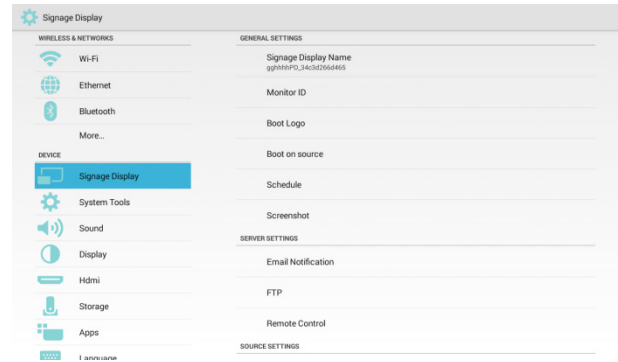 Signage Display
WIRELESS & NETWORKS
Wi-Fi
Ethernet
Bluetooth
More...
DEVICE
Signage Display
System Tools
Sound
Display
Hdmi
Storage
Apps
Language
GENERAL SETTINGS
Signage Display Name
gghhhhPD_34c3d266d465
Monitor ID
Boot Logo
Boot on source
Schedule
Screenshot
SERVER SETTINGS
Email Notification
FTP
Remote Control
SOURCE SETTINGS